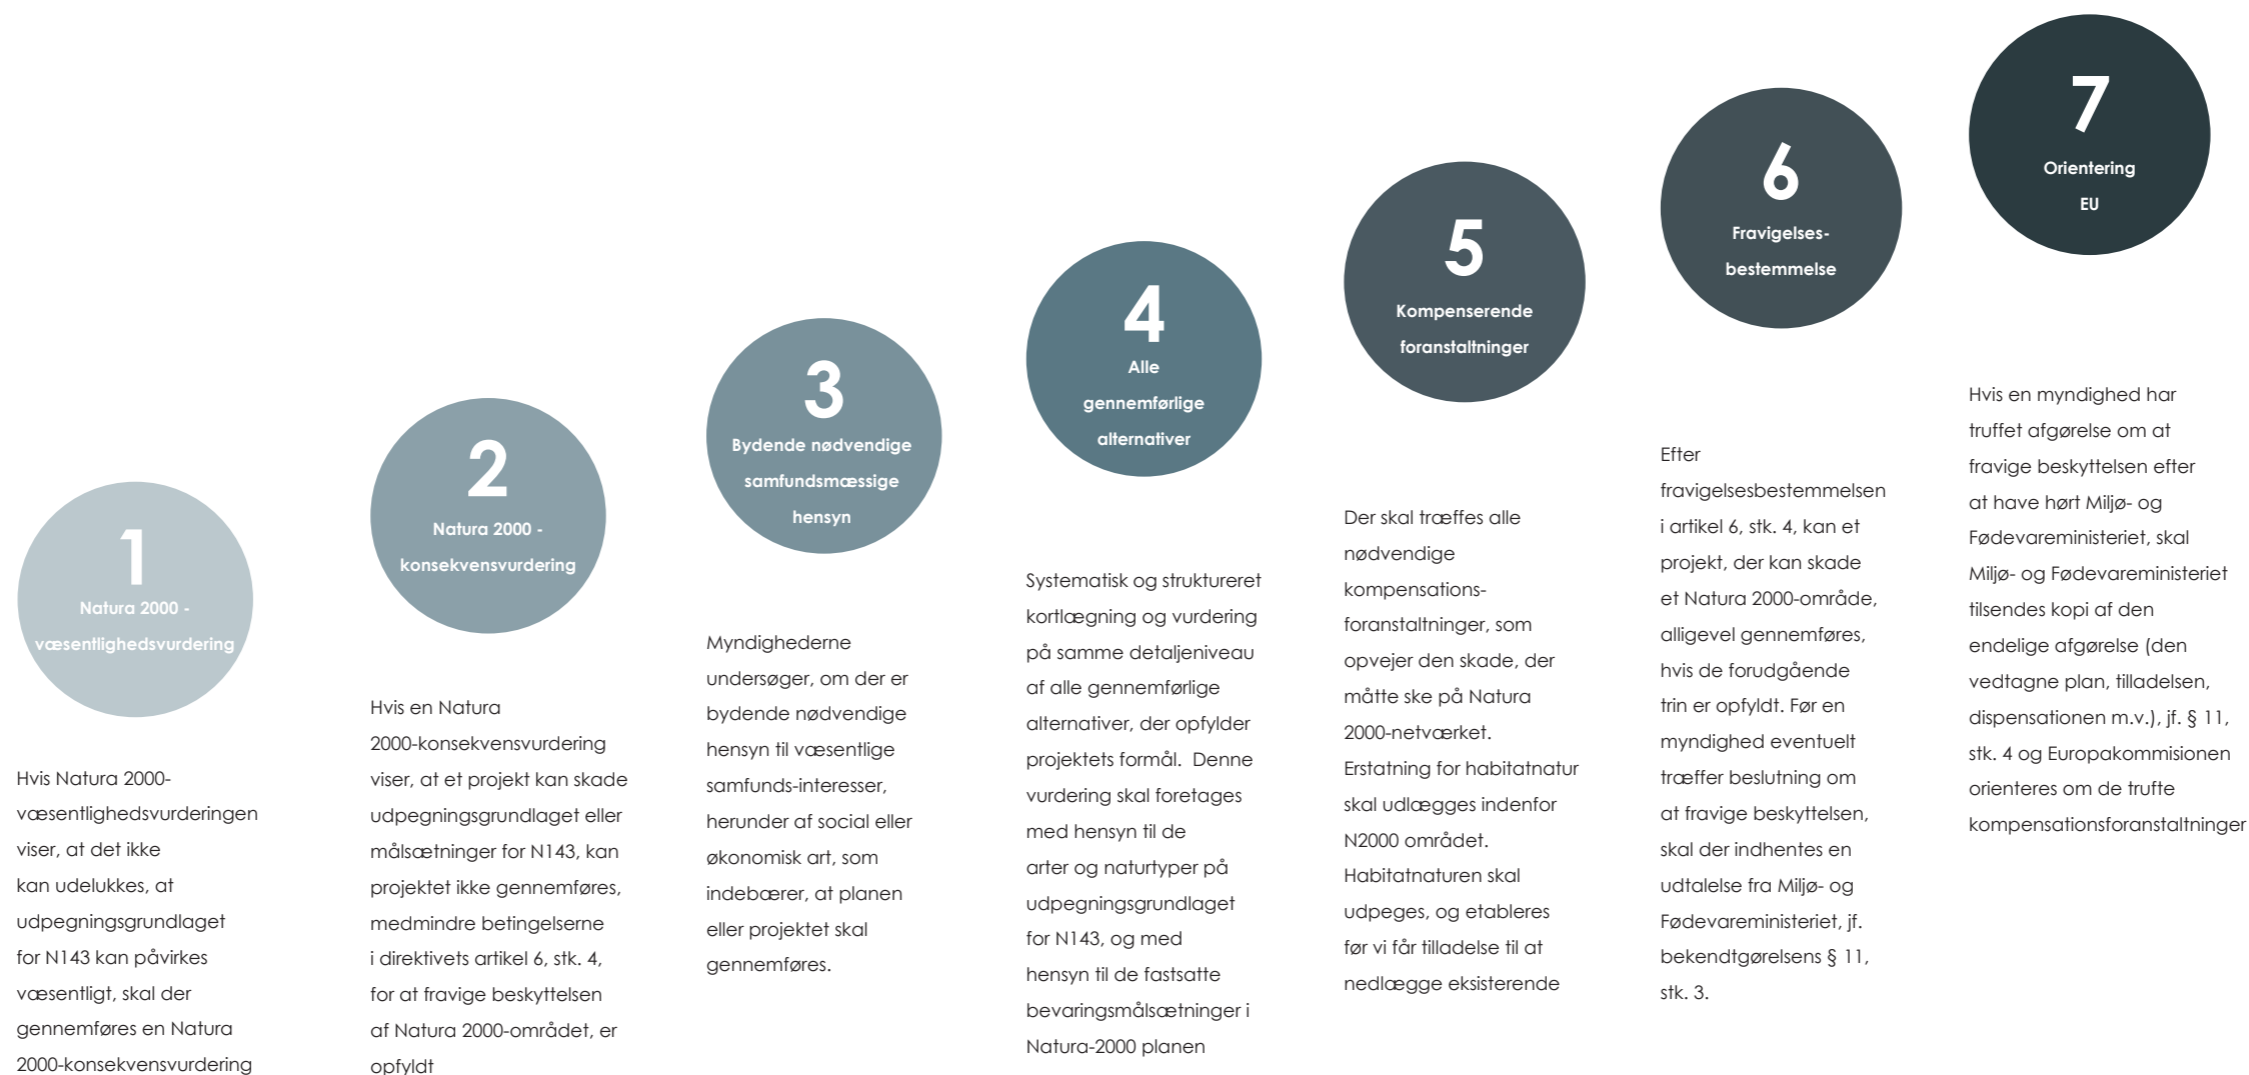 1
Natura 2000 -
væsentlighedsvurdering
Hvis Natura 2000-
væsentlighedsvurderingen
viser, at det ikke
kan udelukkes, at
udpegningsgrundlaget
for N143 kan påvirkes
væsentligt, skal der
gennemføres en Natura
2000-konsekvensvurdering
2
Natura 2000 -
konsekvensvurdering
Hvis en Natura
2000-konsekvensvurdering
viser, at et projekt kan skade
udpegningsgrundlaget eller
målsætninger for N143, kan
projektet ikke gennemføres,
medmindre betingelserne
i direktivets artikel 6, stk. 4,
for at fravige beskyttelsen
af Natura 2000-området, er
opfyldt
3
Bydende nødvendige
samfundsmæssige
hensyn
Myndighederne
undersøger, om der er
bydende nødvendige
hensyn til væsentlige
samfunds-interesser,
herunder af social eller
økonomisk art, som
indebærer, at planen
eller projektet skal
gennemføres.
4
Alle
gennemførlige
alternativer
Systematisk og struktureret
kortlægning og vurdering
på samme detaljeniveau
af alle gennemførlige
alternativer, der opfylder
projektets formål.  Denne
vurdering skal foretages
med hensyn til de
arter og naturtyper på
udpegningsgrundlaget
for N143, og med
hensyn til de fastsatte
bevaringsmålsætninger i
Natura-2000 planen
5
Kompenserende
foranstaltninger
Der skal træffes alle
nødvendige
kompensations-
foranstaltninger, som
opvejer den skade, der
måtte ske på Natura
2000-netværket.
Erstatning for habitatnatur
skal udlægges indenfor
N2000 området.
Habitatnaturen skal
udpeges, og etableres
før vi får tilladelse til at
nedlægge eksisterende
6
Fravigelses-
bestemmelse
Efter
fravigelsesbestemmelsen
i artikel 6, stk. 4, kan et
projekt, der kan skade
et Natura 2000-område,
alligevel gennemføres,
hvis de forudgående
trin er opfyldt. Før en
myndighed eventuelt
træffer beslutning om
at fravige beskyttelsen,
skal der indhentes en
udtalelse fra Miljø- og
Fødevareministeriet, jf.
bekendtgørelsens § 11,
stk. 3.
7
Orientering
EU
Hvis en myndighed har
truffet afgørelse om at
fravige beskyttelsen efter
at have hørt Miljø- og
Fødevareministeriet, skal
Miljø- og Fødevareministeriet
tilsendes kopi af den
endelige afgørelse (den
vedtagne plan, tilladelsen,
dispensationen m.v.), jf. § 11,
stk. 4 og Europakommisionen
orienteres om de trufte
kompensationsforanstaltninger